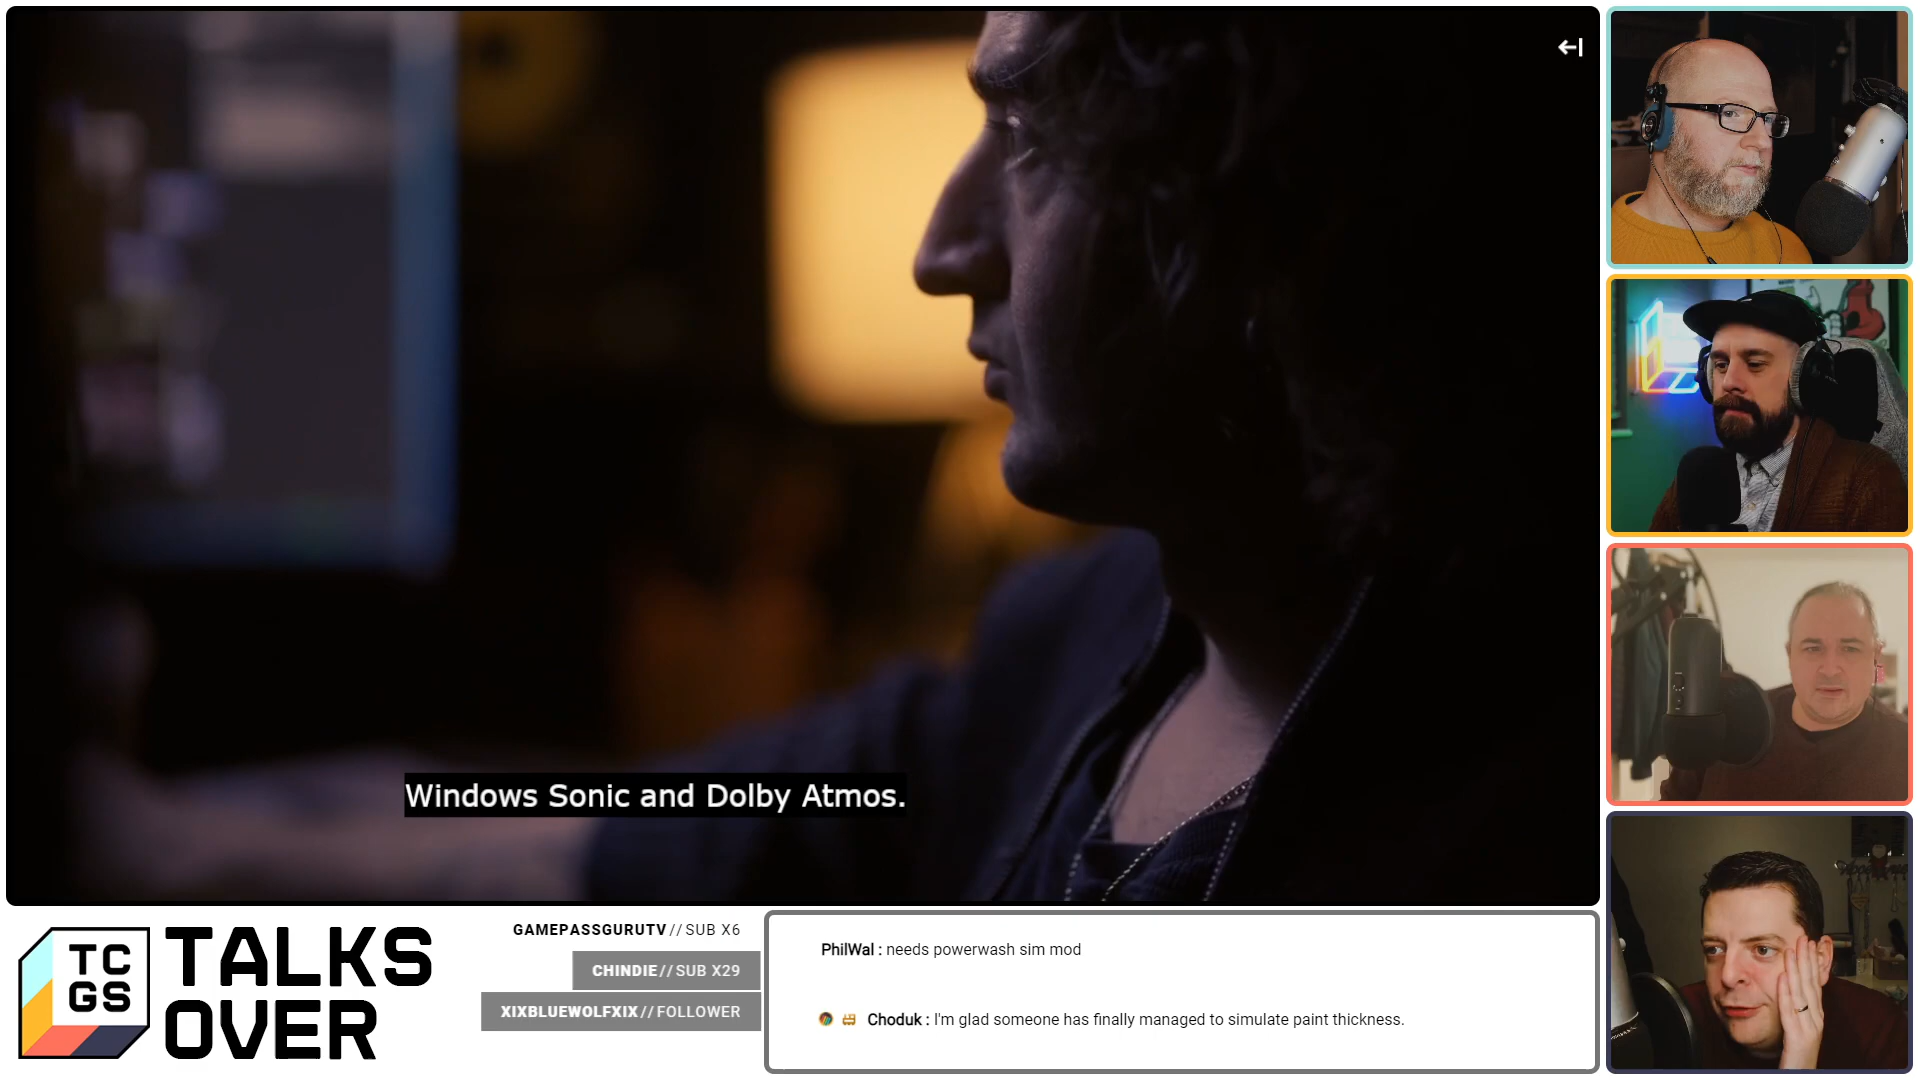 Windows Sonic and Dolby Atmos.
TC
GS
TALKS
OVER
GAMEPASSGURUTV // SUB X6
CHINDIE // SUB X29
XIXBLUEWOLFXIX // FOLLOWER
PhilWal : needs powerwash sim mod
Choduk : I'm glad someone has finally managed to simulate paint thickness.